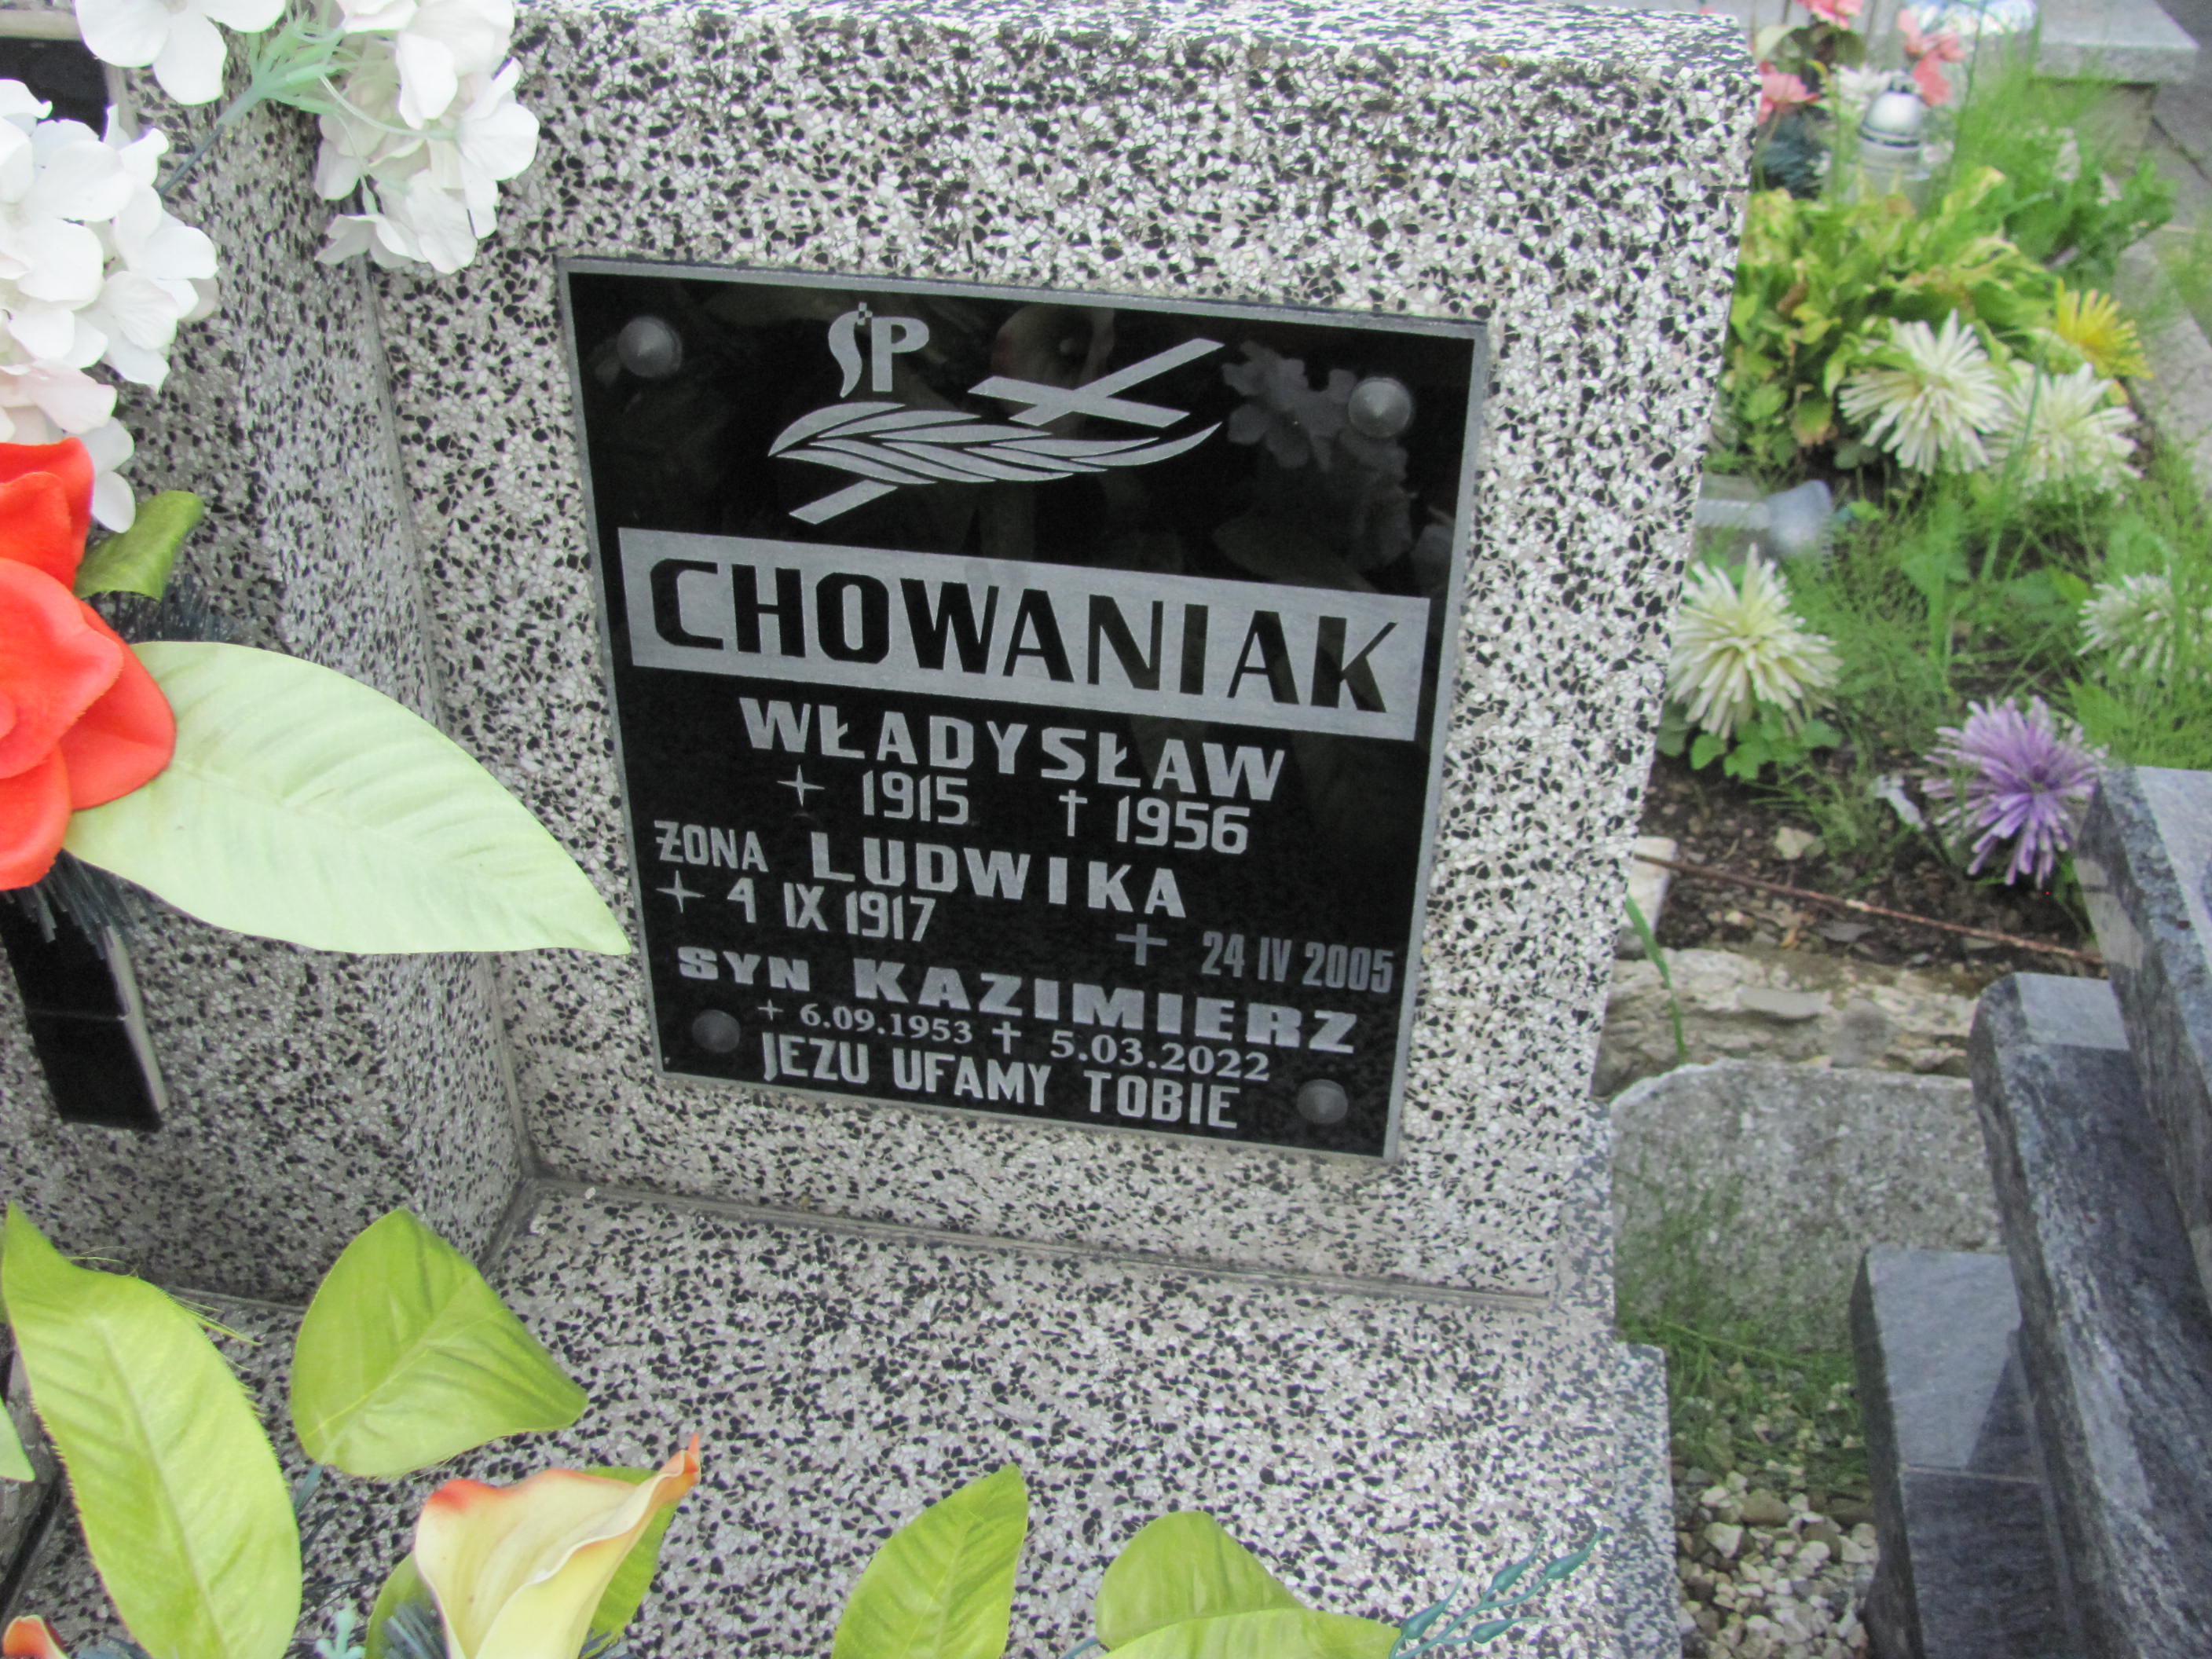 ŚP
CHOWANIAK
WŁADYSŁAW
1915 † 1956
ŻONA LUDWIKA
4 IX 1917 † 24 IV 2005
SYN KAZIMIERZ
6.09.1953 † 5.03.2022
JEZU UFAMY TOBIE